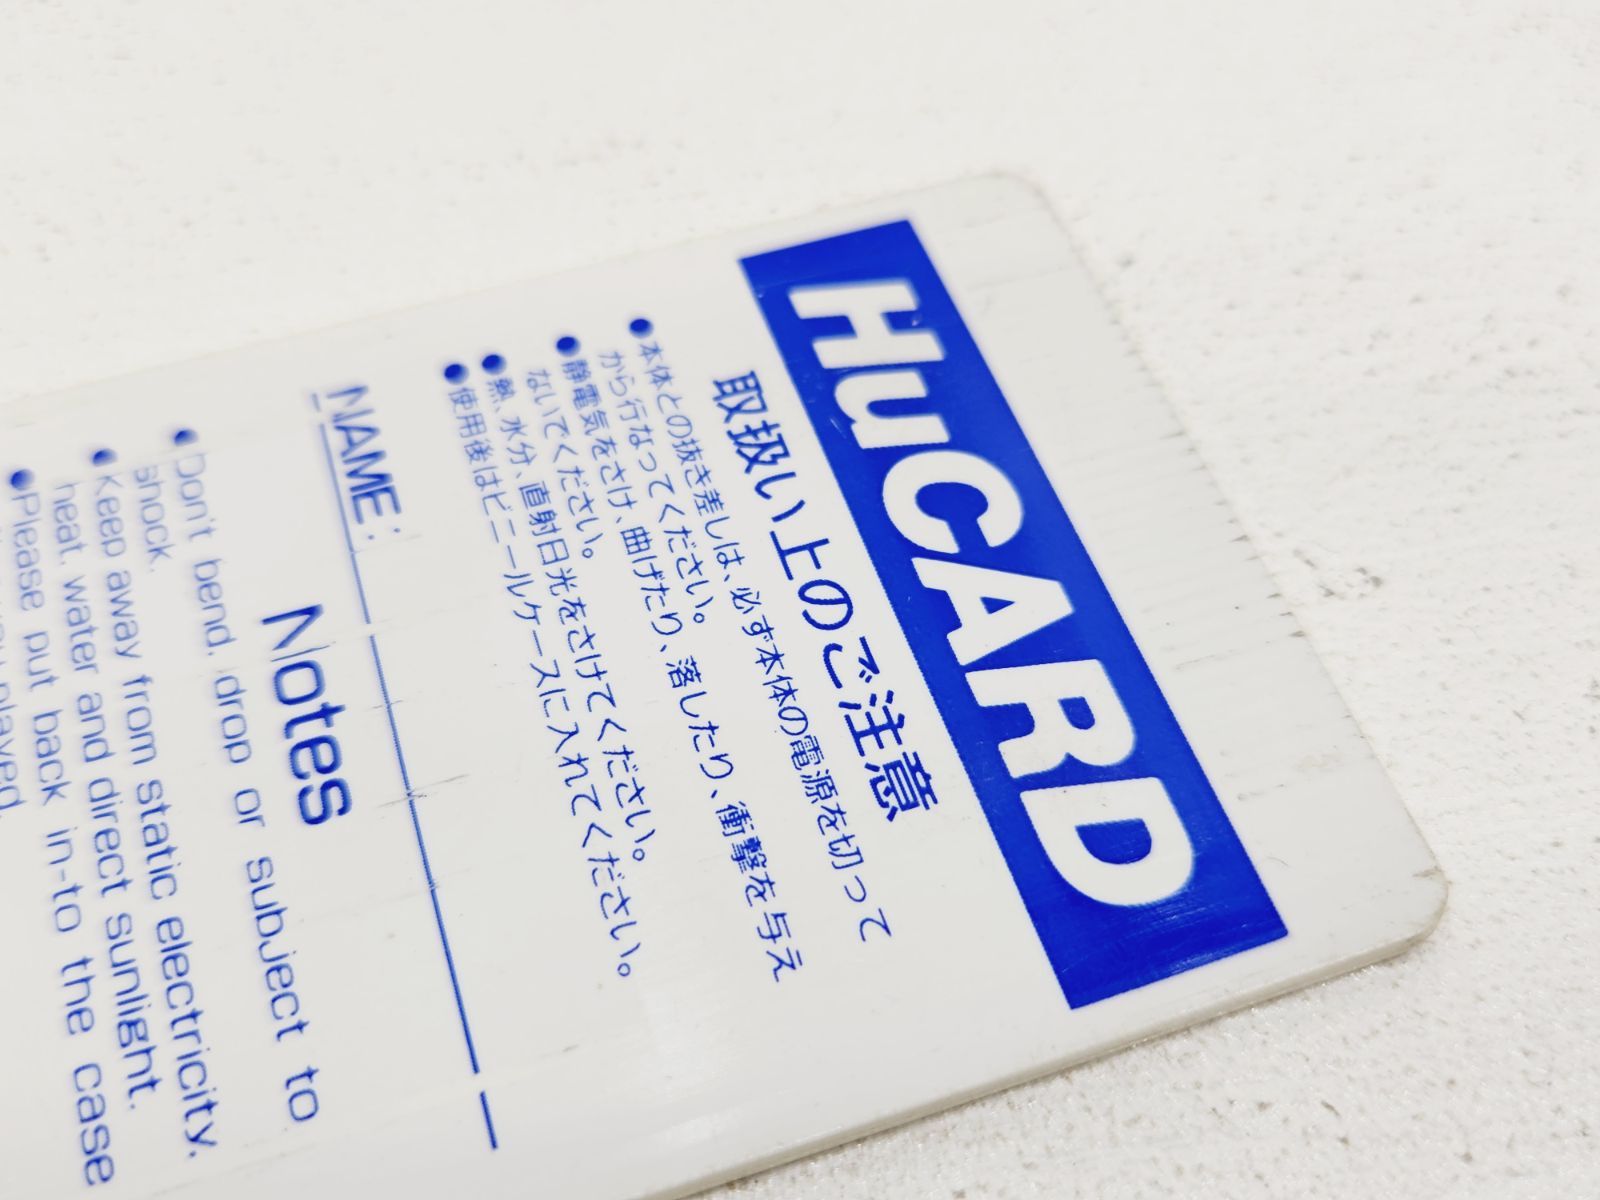 HuCARD
取扱い上のご注意
●本体との抜き差しは、必ず本体の電源を切って
から行なってください。
●静電気をさけ、曲げたり、落したり、衝撃を与え
ないでください。
●熱、水分、直射日光をさけてください。
●使用後はビニールケースに入れてください。
NAME:
Notes
●Don't bend, drop or subject to
shock.
●Keep away from static electricity,
heat, water and direct sunlight.
●Please put back in-to the case
played.